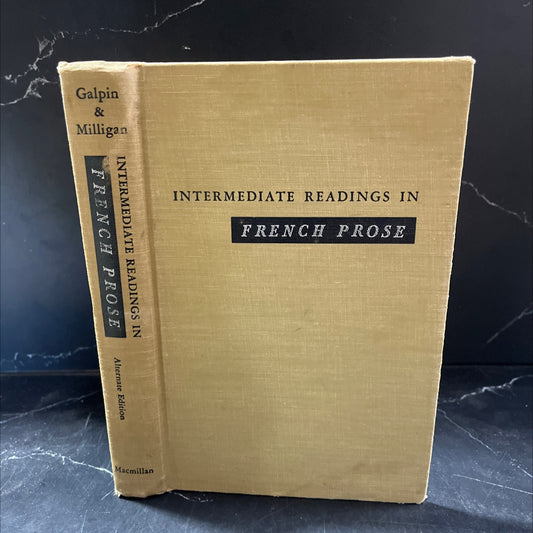 Galpin
&
Milligan
INTERMEDIATE READINGS IN
FRENCH PROSE
Alternate Edition
Macmillan
INTERMEDIATE READINGS IN
FRENCH PROSE